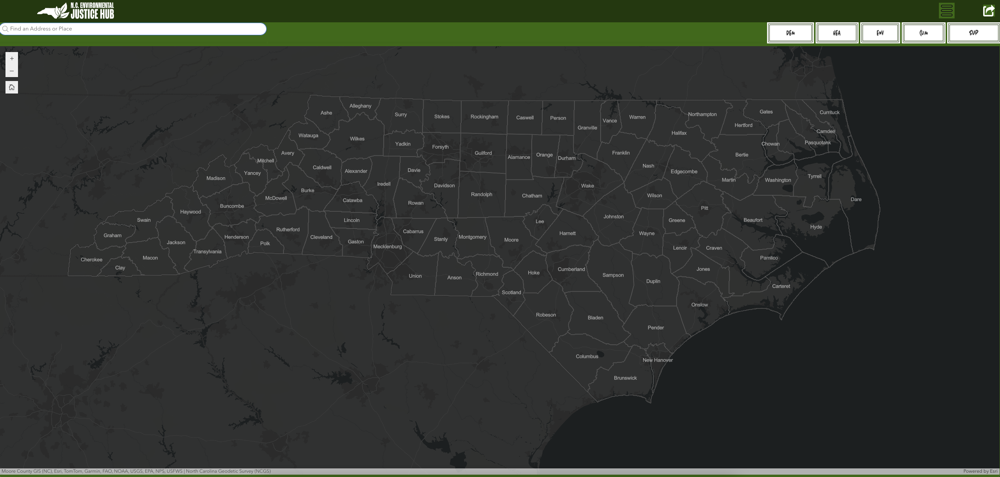 N.C. ENVIRONMENTAL
JUSTICE HUB
Find an Address or Place
DEM
HEA
ENV
CLIM
SUP
+
−
Ashe
Alleghany
Surry
Stokes
Rockingham
Caswell
Person
Granville
Vance
Warren
Northampton
Halifax
Gates
Hertford
Currituck
Camden
Pasquotank
Chowan
Watauga
Wilkes
Yadkin
Forsyth
Guilford
Alamance
Orange
Durham
Franklin
Bertie
Avery
Mitchell
Yancey
Caldwell
Alexander
Davie
Nash
Edgecombe
Madison
Iredell
Davidson
Wake
Martin
Washington
Tyrrell
Burke
McDowell
Catawba
Rowan
Randolph
Chatham
Wilson
Dare
Buncombe
Haywood
Swain
Lincoln
Lee
Johnston
Pitt
Greene
Beaufort
Hyde
Graham
Rutherford
Henderson
Cleveland
Gaston
Cabarrus
Stanly
Montgomery
Moore
Harnett
Wayne
Jackson
Polk
Transylvania
Mecklenburg
Lenoir
Craven
Cherokee
Macon
Clay
Pamlico
Union
Anson
Richmond
Hoke
Cumberland
Sampson
Duplin
Jones
Scotland
Carteret
Robeson
Bladen
Onslow
Pender
Columbus
New Hanover
Brunswick
Moore County GIS (NC), Esri, TomTom, Garmin, FAO, NOAA, USGS, EPA, NPS, USFWS | North Carolina Geodetic Survey (NCGS)
Powered by Esri